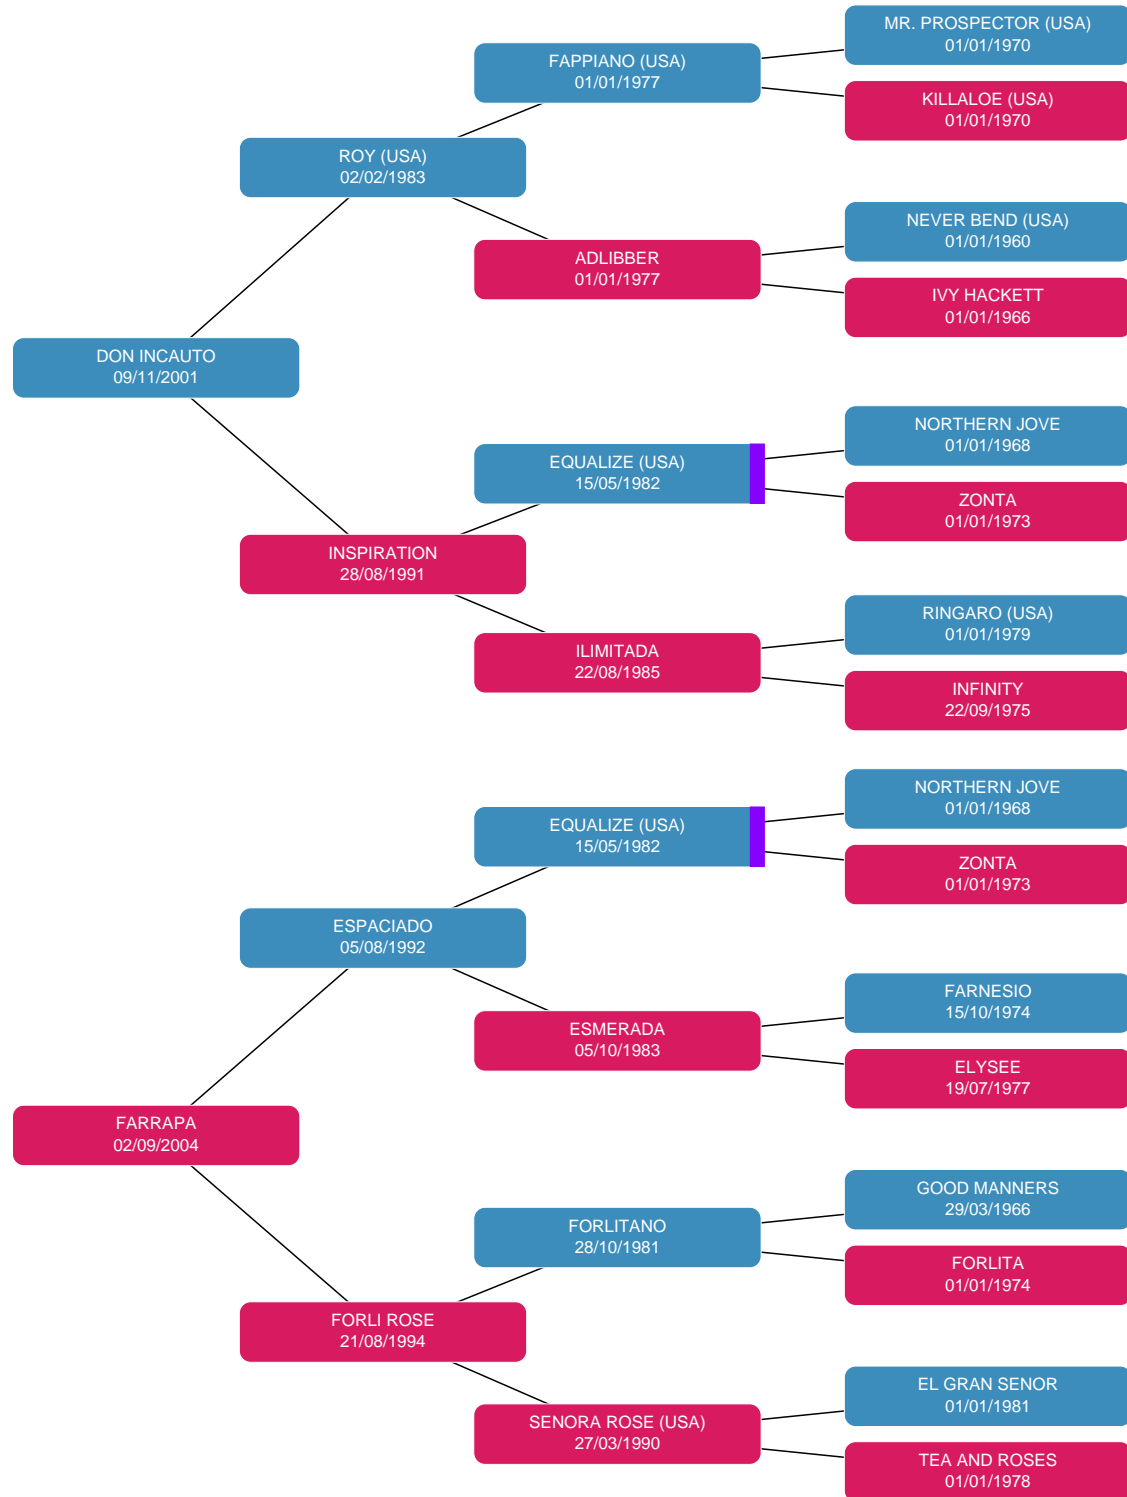 MR. PROSPECTOR (USA)
01/01/1970
FAPPIANO (USA)
01/01/1977
KILLALOE (USA)
01/01/1970
ROY (USA)
02/02/1983
NEVER BEND (USA)
01/01/1960
ADLIBBER
01/01/1977
IVY HACKETT
01/01/1966
DON INCAUTO
09/11/2001
NORTHERN JOVE
01/01/1968
EQUALIZE (USA)
15/05/1982
ZONTA
01/01/1973
INSPIRATION
28/08/1991
RINGARO (USA)
01/01/1979
ILIMITADA
22/08/1985
INFINITY
22/09/1975
NORTHERN JOVE
01/01/1968
EQUALIZE (USA)
15/05/1982
ZONTA
01/01/1973
ESPACIADO
05/08/1992
FARNESIO
15/10/1974
ESMERADA
05/10/1983
ELYSEE
19/07/1977
FARRAPA
02/09/2004
GOOD MANNERS
29/03/1966
FORLITANO
28/10/1981
FORLITA
01/01/1974
FORLI ROSE
21/08/1994
EL GRAN SENOR
01/01/1981
SENORA ROSE (USA)
27/03/1990
TEA AND ROSES
01/01/1978